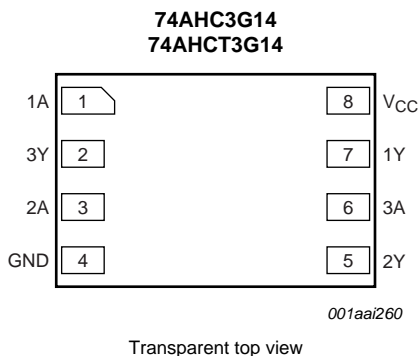 74AHC3G14
74AHCT3G14
1A 1 8 VCC
3Y 2 7 1Y
2A 3 6 3A
GND 4 5 2Y
001aai260
Transparent top view